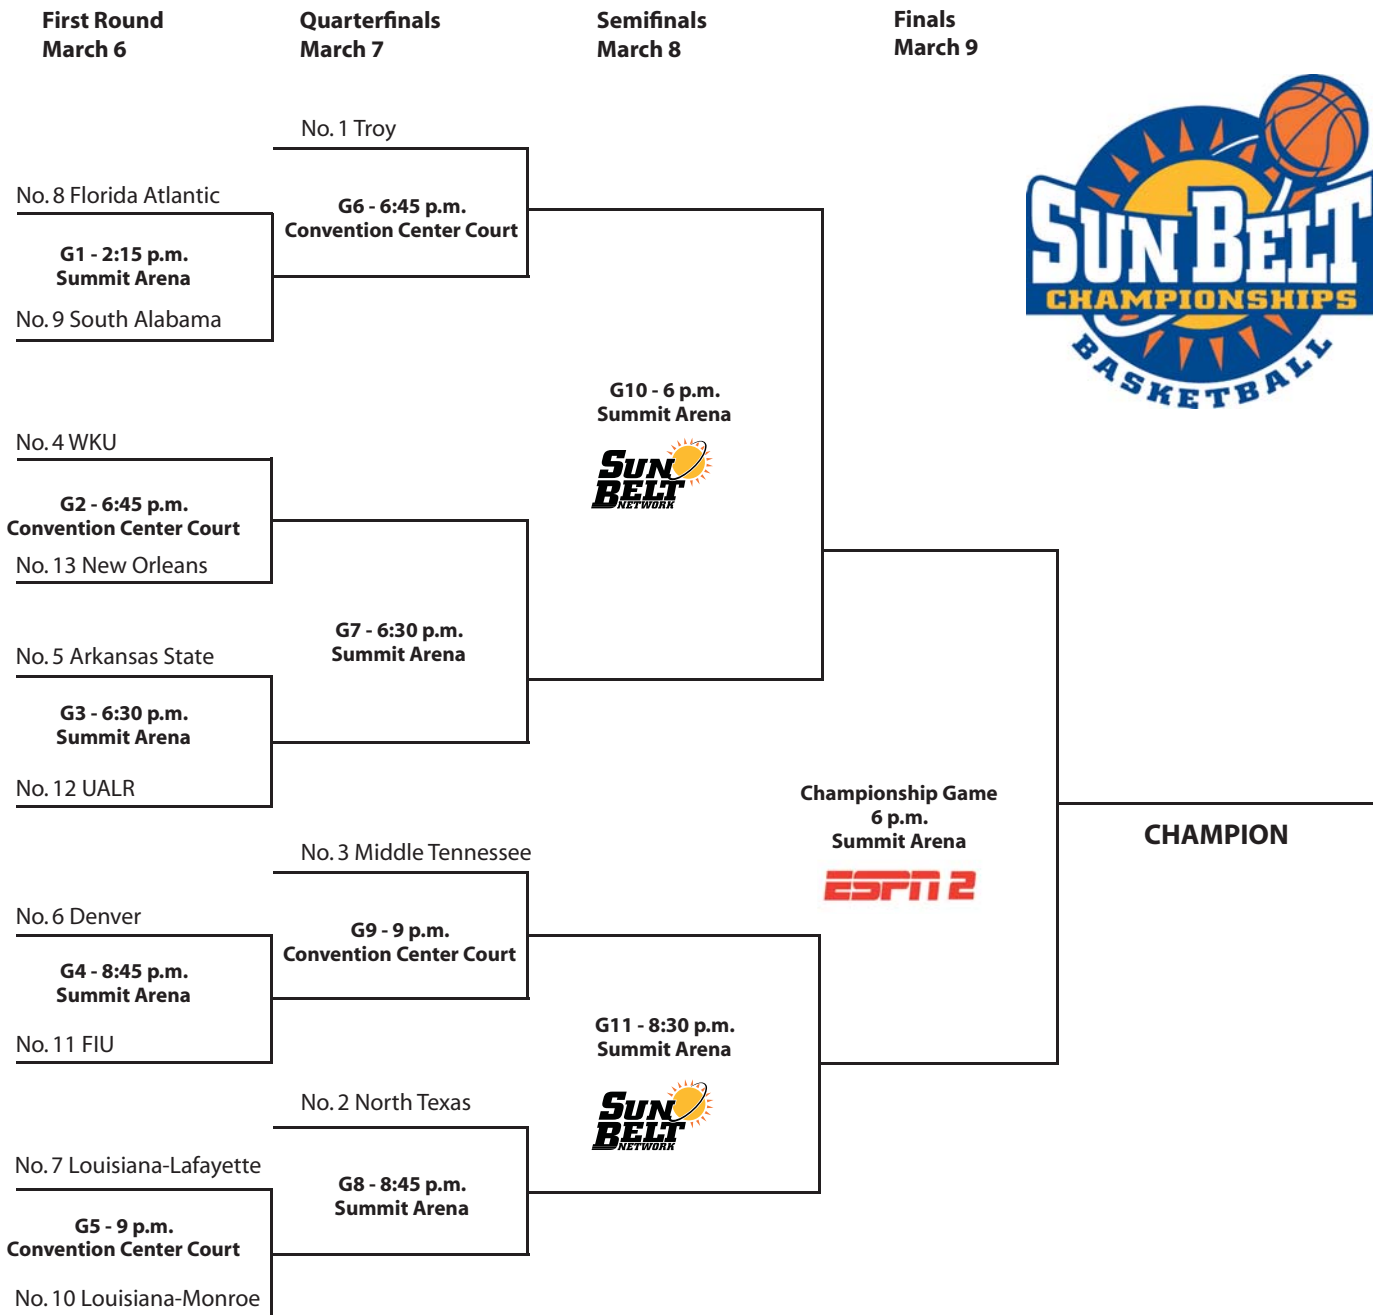 First Round
March 6
Quarterfinals
March 7
Semifinals
March 8
Finals
March 9
SUN BELT
CHAMPIONSHIPS
BASKETBALL
No. 1 Troy
No. 8 Florida Atlantic
G6 - 6:45 p.m.
Convention Center Court
G1 - 2:15 p.m.
Summit Arena
No. 9 South Alabama
G10 - 6 p.m.
Summit Arena
SUN
BELT
NETWORK
No. 4 WKU
G2 - 6:45 p.m.
Convention Center Court
No. 13 New Orleans
G7 - 6:30 p.m.
Summit Arena
No. 5 Arkansas State
G3 - 6:30 p.m.
Summit Arena
No. 12 UALR
Championship Game
6 p.m.
Summit Arena
ESPN 2
CHAMPION
No. 3 Middle Tennessee
No. 6 Denver
G9 - 9 p.m.
Convention Center Court
G4 - 8:45 p.m.
Summit Arena
No. 11 FIU
G11 - 8:30 p.m.
Summit Arena
SUN
BELT
NETWORK
No. 2 North Texas
No. 7 Louisiana-Lafayette
G8 - 8:45 p.m.
Summit Arena
G5 - 9 p.m.
Convention Center Court
No. 10 Louisiana-Monroe